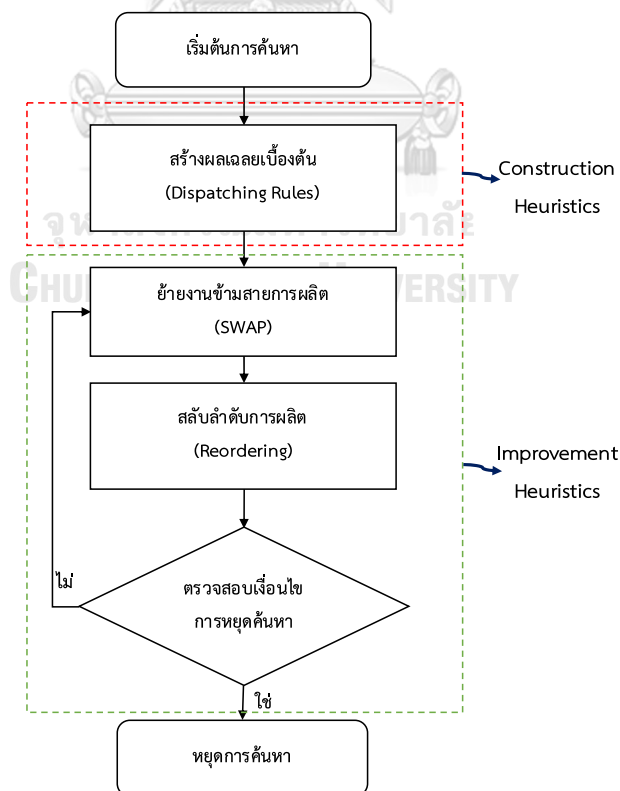 เริ่มต้นการค้นหา
สร้างผลเฉลยเบื้องต้น
(Dispatching Rules)
Construction
Heuristics
ย้ายงานข้ามสายการผลิต
(SWAP)
สลับลำดับการผลิต
(Reordering)
Improvement
Heuristics
ไม่
ตรวจสอบเงื่อนไข
การหยุดค้นหา
ใช่
หยุดการค้นหา